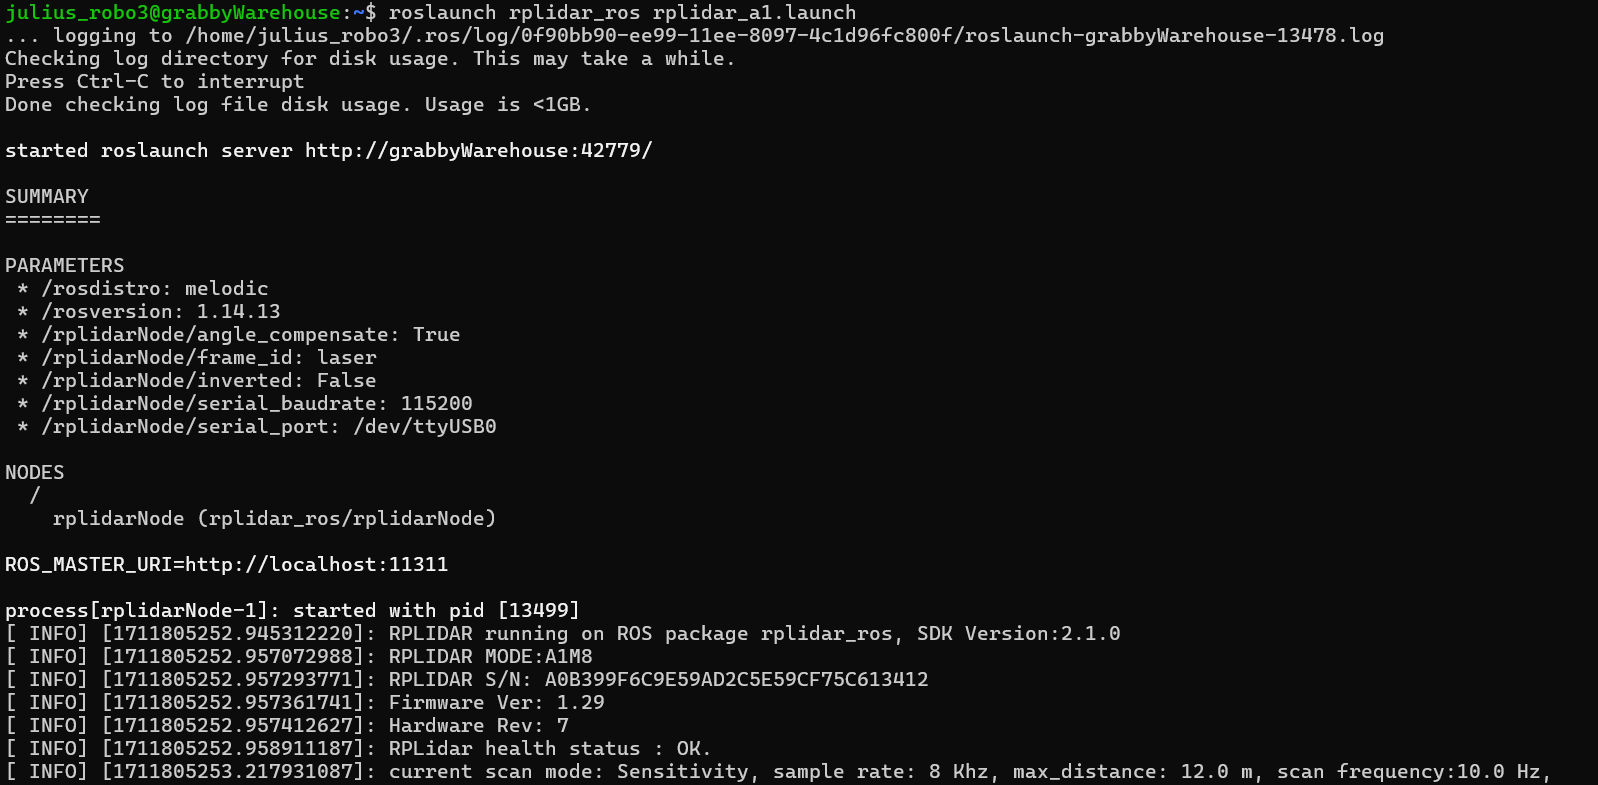 julius_robo3@grabbyWarehouse:~$ roslaunch rplidar_ros rplidar_a1.launch
... logging to /home/julius_robo3/.ros/log/0f90bb90-ee99-11ee-8097-4c1d96fc800f/roslaunch-grabbyWarehouse-13478.log
Checking log directory for disk usage. This may take a while.
Press Ctrl-C to interrupt
Done checking log file disk usage. Usage is <1GB.
started roslaunch server http://grabbyWarehouse:42779/
SUMMARY
========
PARAMETERS
 * /rosdistro: melodic
 * /rosversion: 1.14.13
 * /rplidarNode/angle_compensate: True
 * /rplidarNode/frame_id: laser
 * /rplidarNode/inverted: False
 * /rplidarNode/serial_baudrate: 115200
 * /rplidarNode/serial_port: /dev/ttyUSB0
NODES
  /
    rplidarNode (rplidar_ros/rplidarNode)
ROS_MASTER_URI=http://localhost:11311
process[rplidarNode-1]: started with pid [13499]
[ INFO] [1711805252.945312220]: RPLIDAR running on ROS package rplidar_ros, SDK Version:2.1.0
[ INFO] [1711805252.957072988]: RPLIDAR MODE:A1M8
[ INFO] [1711805252.957293771]: RPLIDAR S/N: A0B399F6C9E59AD2C5E59CF75C613412
[ INFO] [1711805252.957361741]: Firmware Ver: 1.29
[ INFO] [1711805252.957412627]: Hardware Rev: 7
[ INFO] [1711805252.958911187]: RPLidar health status : OK.
[ INFO] [1711805253.217931087]: current scan mode: Sensitivity, sample rate: 8 Khz, max_distance: 12.0 m, scan frequency:10.0 Hz,